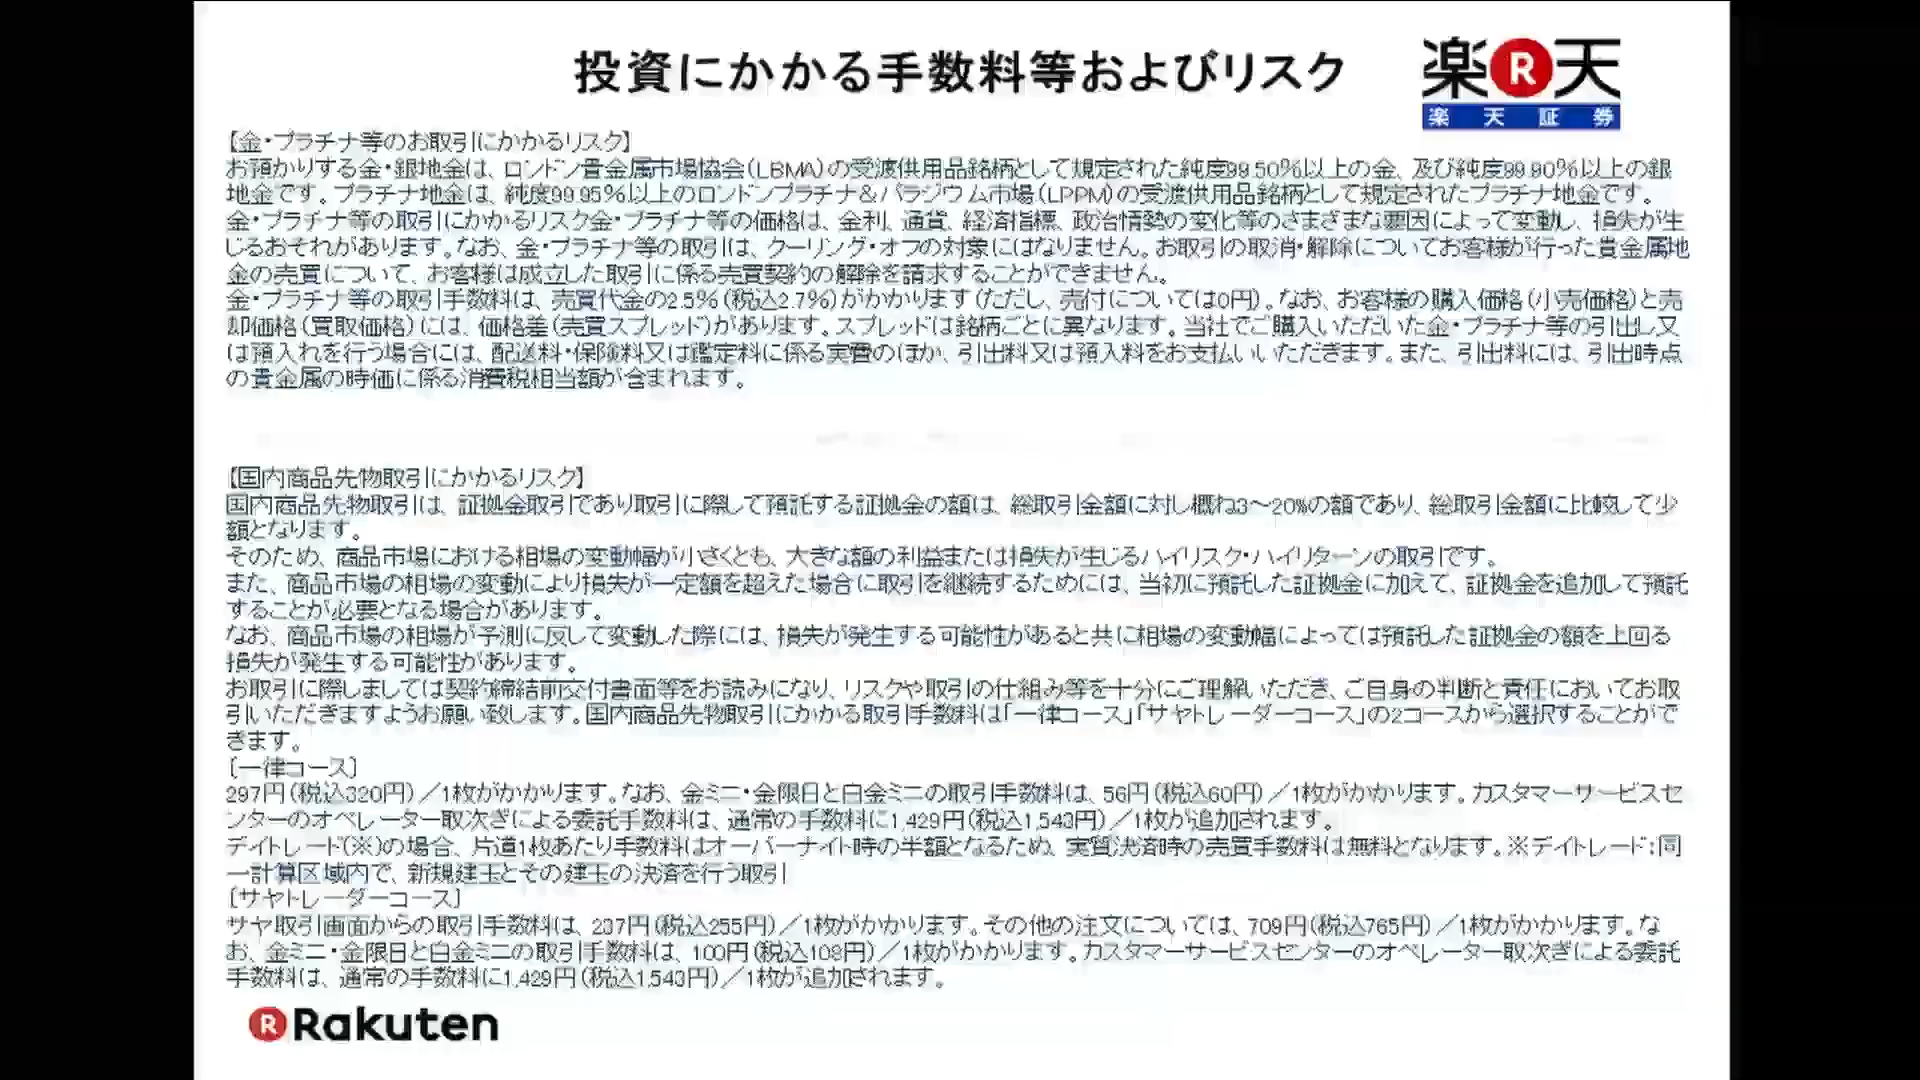 投資にかかる手数料等およびリスク
楽R天
楽天証券
【金・プラチナ等のお取引にかかるリスク】
お預かりする金・銀地金は、ロンドン貴金属市場協会(LBMA)の受渡供用品銘柄として規定された純度99.50%以上の金、及び純度99.90%以上の銀
地金です。プラチナ地金は、純度99.95%以上のロンドンプラチナ&パラジウム市場(LPPM)の受渡供用品銘柄として規定されたプラチナ地金です。
金・プラチナ等の取引にかかるリスク金・プラチナ等の価格は、金利、通貨、経済指標、政治情勢の変化等のさまざまな要因によって変動し、損失が生
じるおそれがあります。なお、金・プラチナ等の取引は、クーリング・オフの対象にはなりません。お取引の取消・解除についてお客様が行った貴金属地
金の売買について、お客様は成立した取引に係る売買契約の解除を請求することができません。
金・プラチナ等の取引手数料は、売買代金の2.5%(税込2.7%)がかかります(ただし、売付については0円)。なお、お客様の購入価格(小売価格)と売
却価格(買取価格)には、価格差(売買スプレッド)があります。スプレッドは銘柄ごとに異なります。当社でご購入いただいた金・プラチナ等の引出し又
は預入れを行う場合には、配送料・保険料又は鑑定料に係る実費のほか、引出料又は預入料をお支払いいただきます。また、引出料には、引出時点
の貴金属の時価に係る消費税相当額が含まれます。
【国内商品先物取引にかかるリスク】
国内商品先物取引は、証拠金取引であり取引に際して預託する証拠金の額は、総取引金額に対し概ね3～20%の額であり、総取引金額に比較して少
額となります。
そのため、商品市場における相場の変動幅が小さくとも、大きな額の利益または損失が生じるハイリスク・ハイリターンの取引です。
また、商品市場の相場の変動により損失が一定額を超えた場合に取引を継続するためには、当初に預託した証拠金に加えて、証拠金を追加して預託
することが必要となる場合があります。
なお、商品市場の相場が予測に反して変動した際には、損失が発生する可能性があると共に相場の変動幅によっては預託した証拠金の額を上回る
損失が発生する可能性があります。
お取引に際しましては契約締結前交付書面等をお読みになり、リスクや取引の仕組み等を十分にご理解いただき、ご自身の判断と責任においてお取
引いただきますようお願い致します。国内商品先物取引にかかる取引手数料は「一律コース」「サヤトレーダーコース」の2コースから選択することがで
きます。
〔一律コース〕
297円(税込320円)／1枚がかかります。なお、金ミニ・金限日と白金ミニの取引手数料は、56円(税込60円)／1枚がかかります。カスタマーサービスセ
ンターのオペレーター取次ぎによる委託手数料は、通常の手数料に1,429円(税込1,543円)／1枚が追加されます。
デイトレード(※)の場合、片道1枚あたり手数料はオーバーナイト時の半額となるため、実質決済時の売買手数料は無料となります。※デイトレード：同
一計算区域内で、新規建玉とその建玉の決済を行う取引
〔サヤトレーダーコース〕
サヤ取引画面からの取引手数料は、237円(税込255円)／1枚がかかります。その他の注文については、709円(税込765円)／1枚がかかります。な
お、金ミニ・金限日と白金ミニの取引手数料は、100円(税込108円)／1枚がかかります。カスタマーサービスセンターのオペレーター取次ぎによる委託
手数料は、通常の手数料に1,429円(税込1,543円)／1枚が追加されます。
R Rakuten